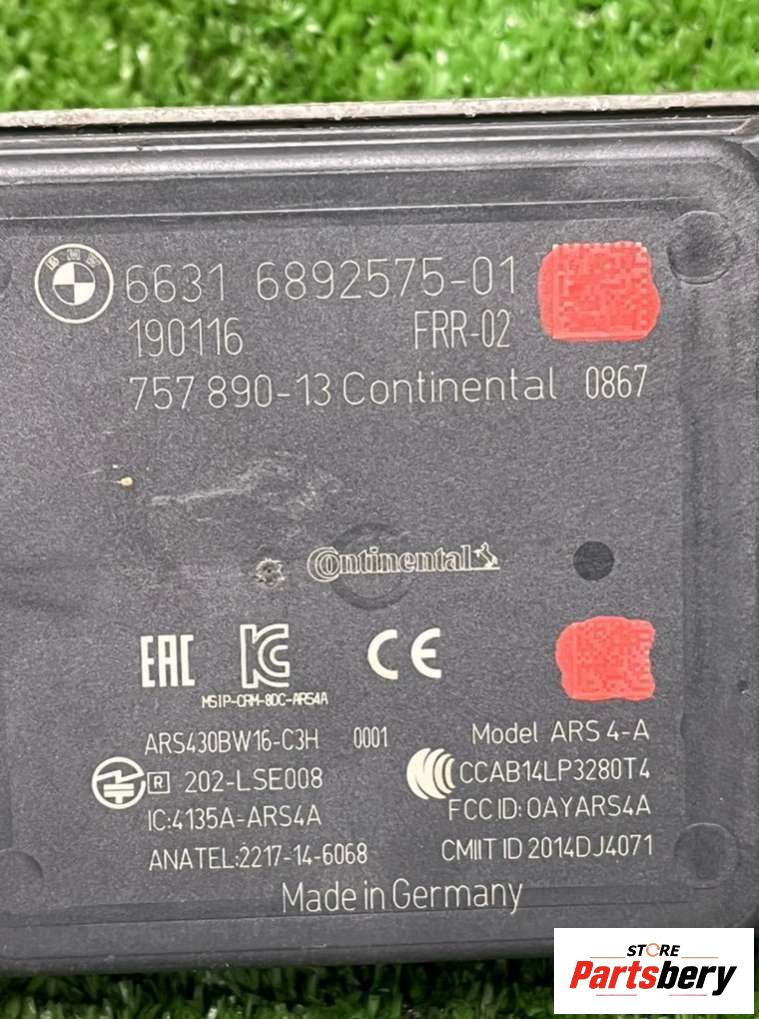 BMW
6631 6892575-01
190116 FRR-02
757 890-13 Continental 0867
Continental
EAC CE
MSIP-CRM-8DC-ARS4A
ARS430BW16-C3H 0001 Model ARS 4-A
R 202-LSE008 CCAB14LP3280T4
IC:4135A-ARS4A FCC ID: OAYARS4A
ANATEL:2217-14-6068 CMIIT ID 2014DJ4071
Made in Germany
STORE
Partsbery